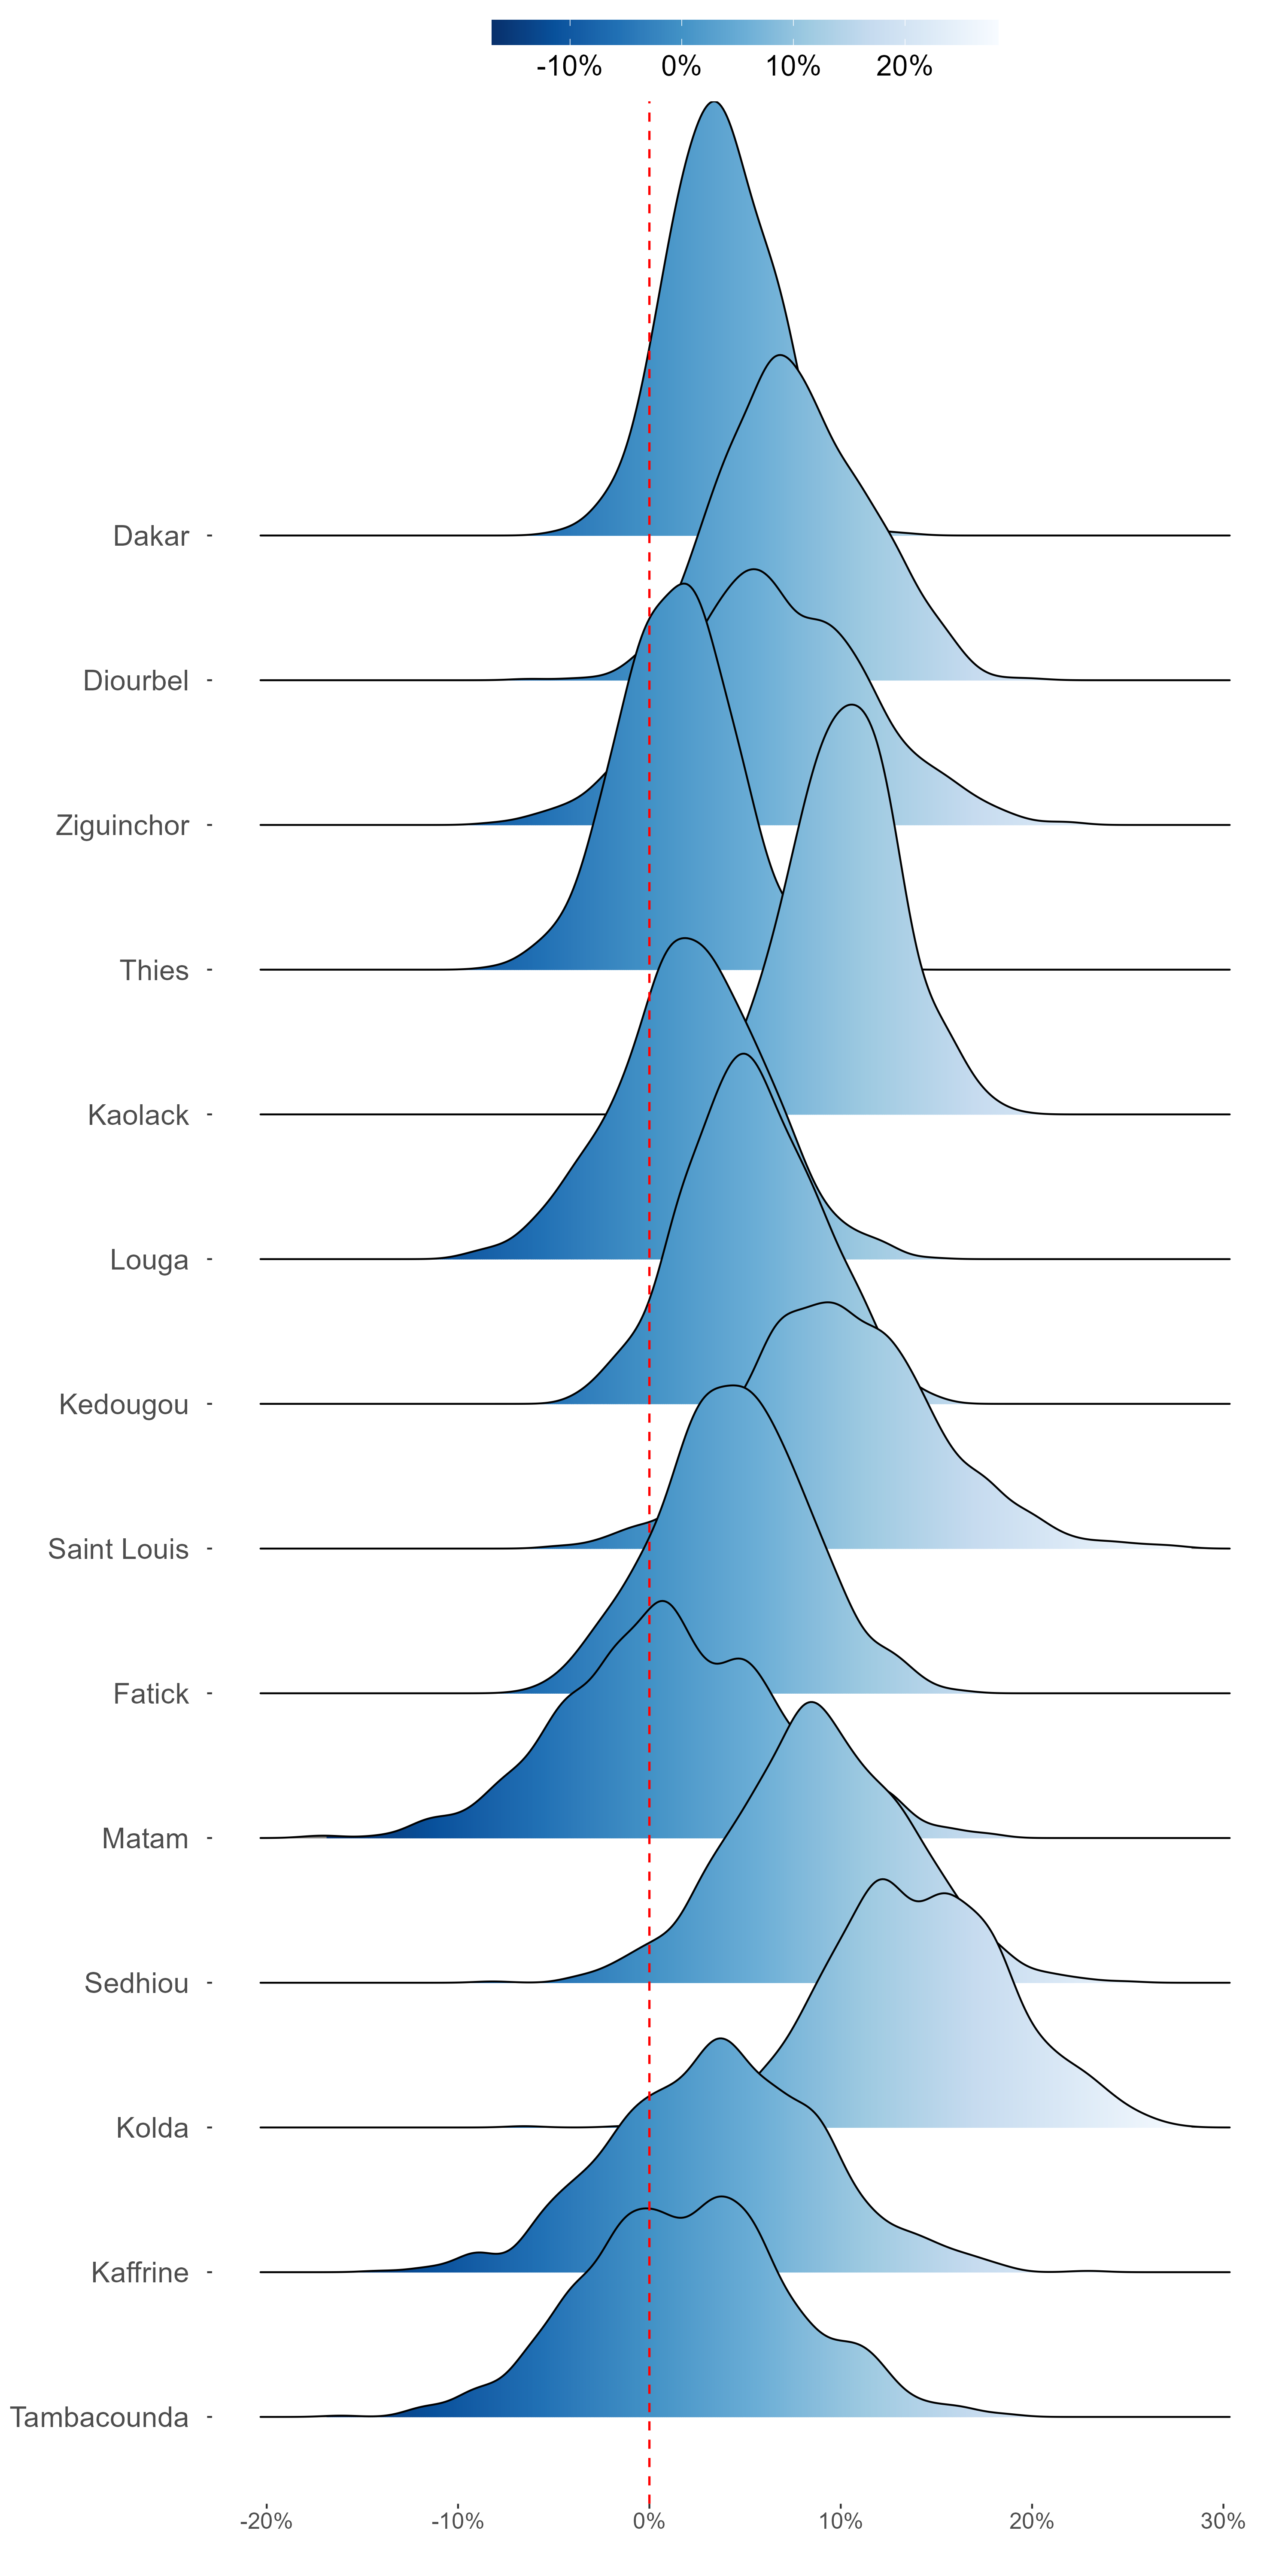 -10% 0% 10% 20%
Dakar
Diourbel
Ziguinchor
Thies
Kaolack
Louga
Kedougou
Saint Louis
Fatick
Matam
Sedhiou
Kolda
Kaffrine
Tambacounda
-20% -10% 0% 10% 20% 30%